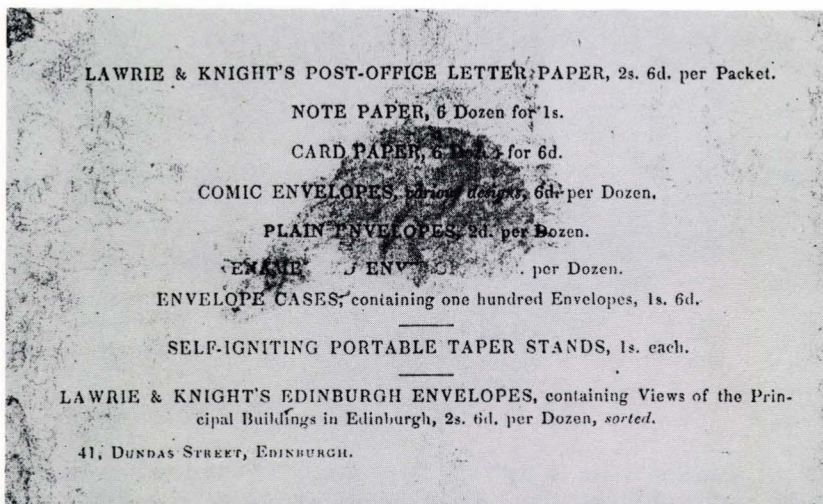 LAWRIE & KNIGHT'S POST-OFFICE LETTER PAPER, 2s. 6d. per Packet.
NOTE PAPER, 6 Dozen for 1s.
CARD PAPER, 6 for 6d.
COMIC ENVELOPES, various designs, 6d. per Dozen.
PLAIN ENVELOPES, 2d. per Dozen.
per Dozen.
ENVELOPE CASES, containing one hundred Envelopes, 1s. 6d.
SELF-IGNITING PORTABLE TAPER STANDS, 1s. each.
LAWRIE & KNIGHT'S EDINBURGH ENVELOPES, containing Views of the Prin-
cipal Buildings in Edinburgh, 2s. 6d. per Dozen, sorted.
41, DUNDAS STREET, EDINBURGH.